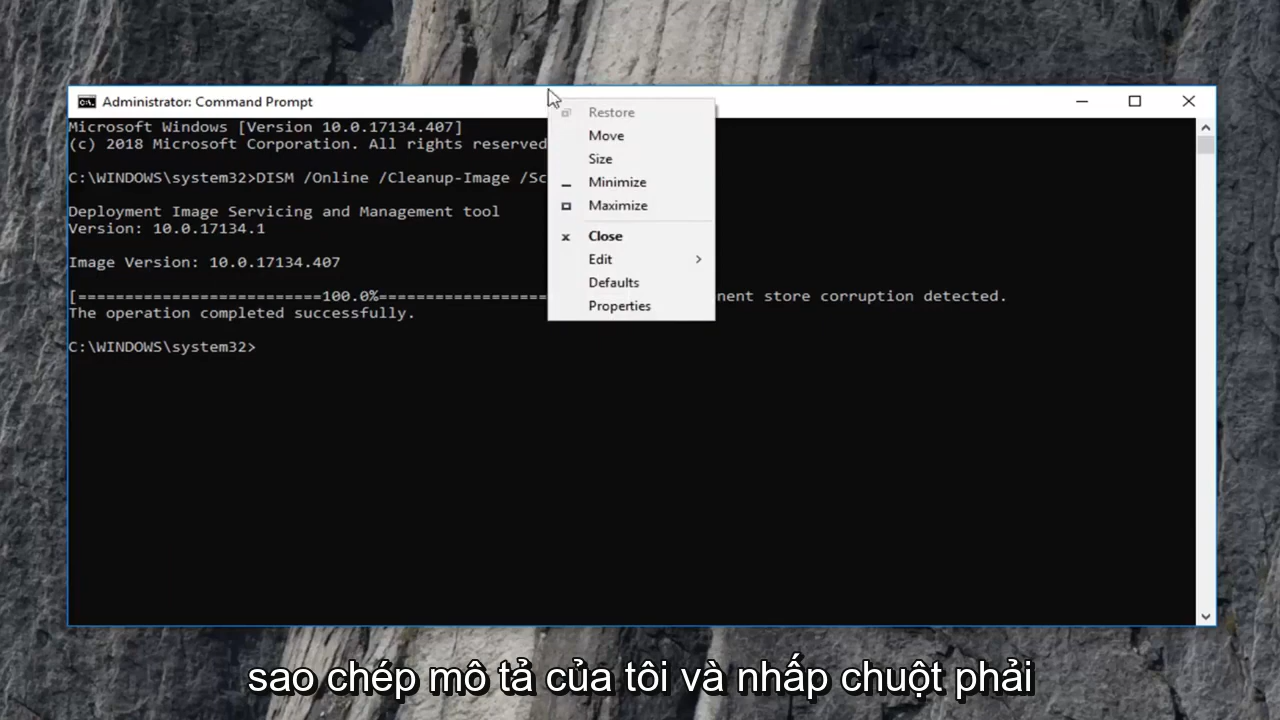 Administrator: Command Prompt
Microsoft Windows [Version 10.0.17134.407]
(c) 2018 Microsoft Corporation. All rights reserved
C:\WINDOWS\system32>DISM /Online /Cleanup-Image /Sc
Deployment Image Servicing and Management tool
Version: 10.0.17134.1
Image Version: 10.0.17134.407
[==========================100.0%================== nent store corruption detected.
The operation completed successfully.
C:\WINDOWS\system32>
Restore
Move
Size
Minimize
Maximize
Close
Edit
Defaults
Properties
sao chép mô tả của tôi và nhấp chuột phải